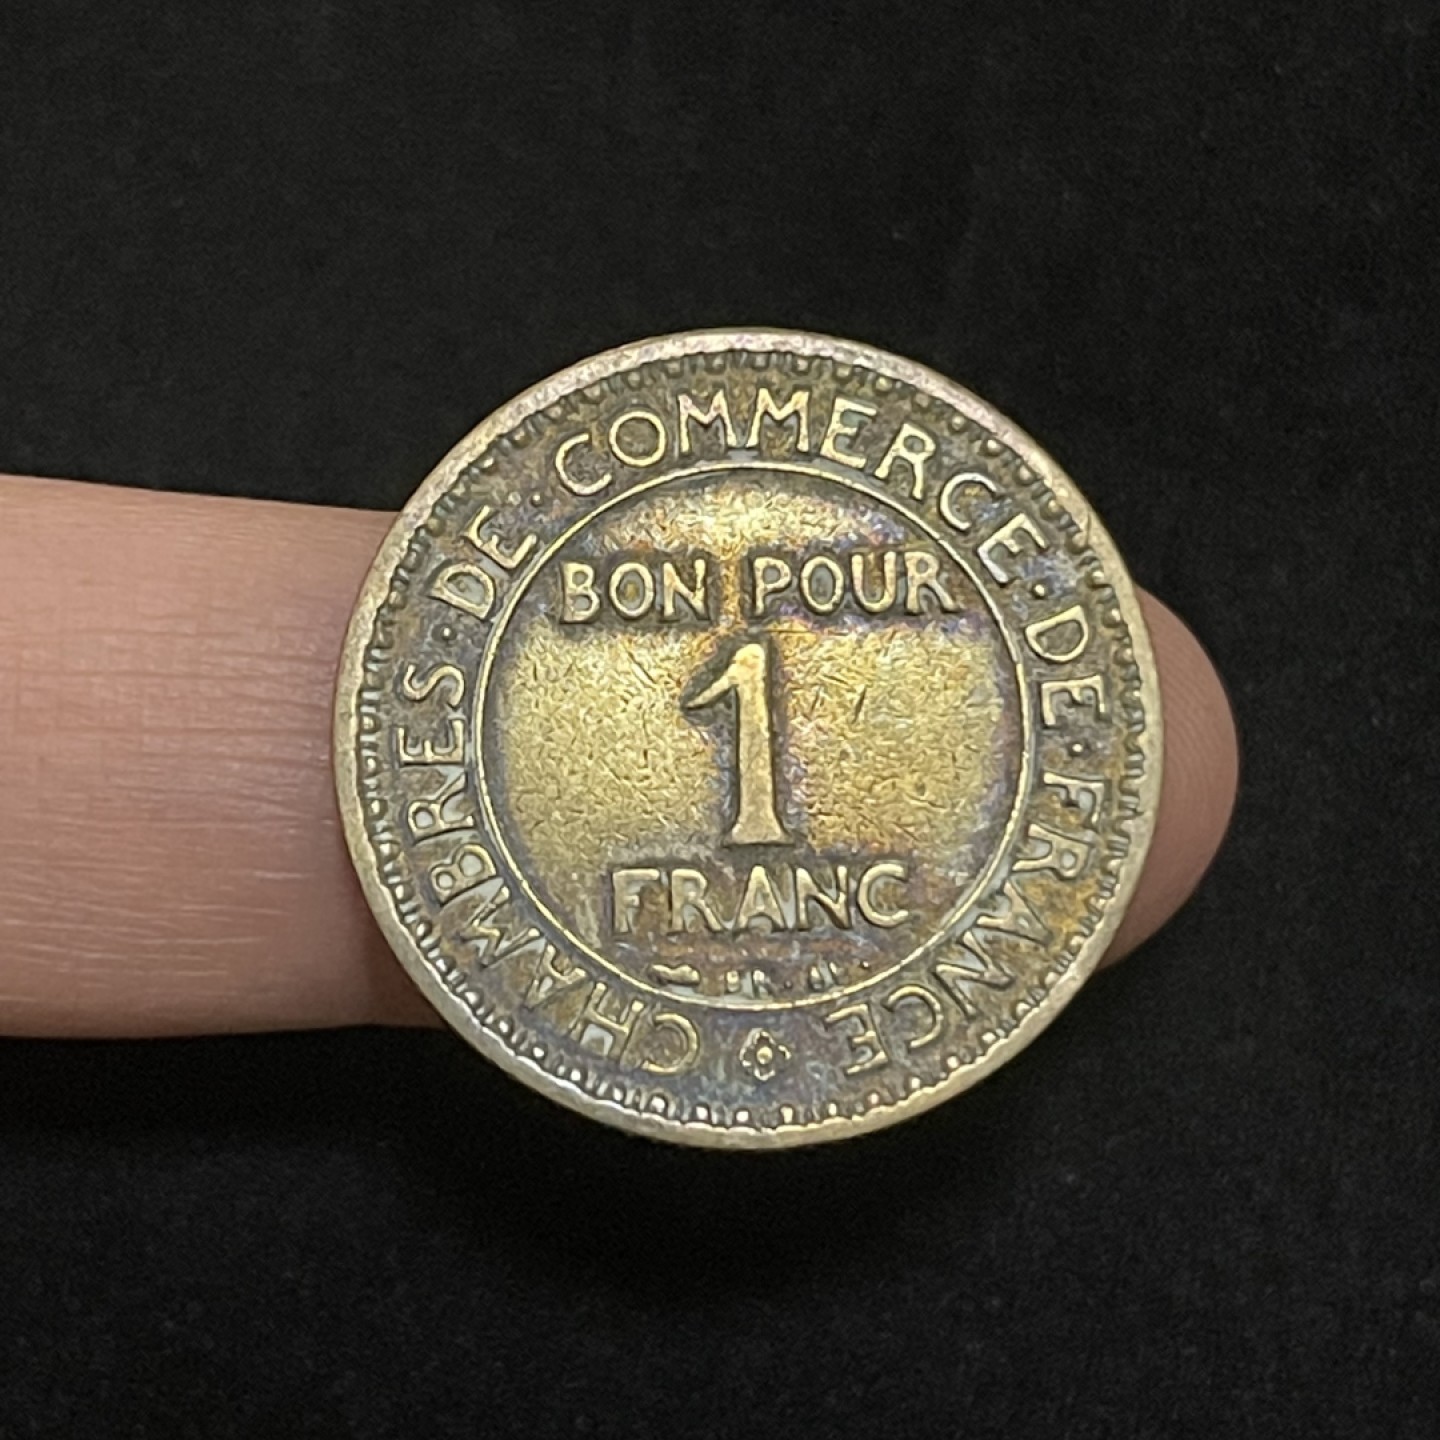 CHAMBRES·DE·COMMERCE·DE·FRANCE
BON POUR
1
FRANC